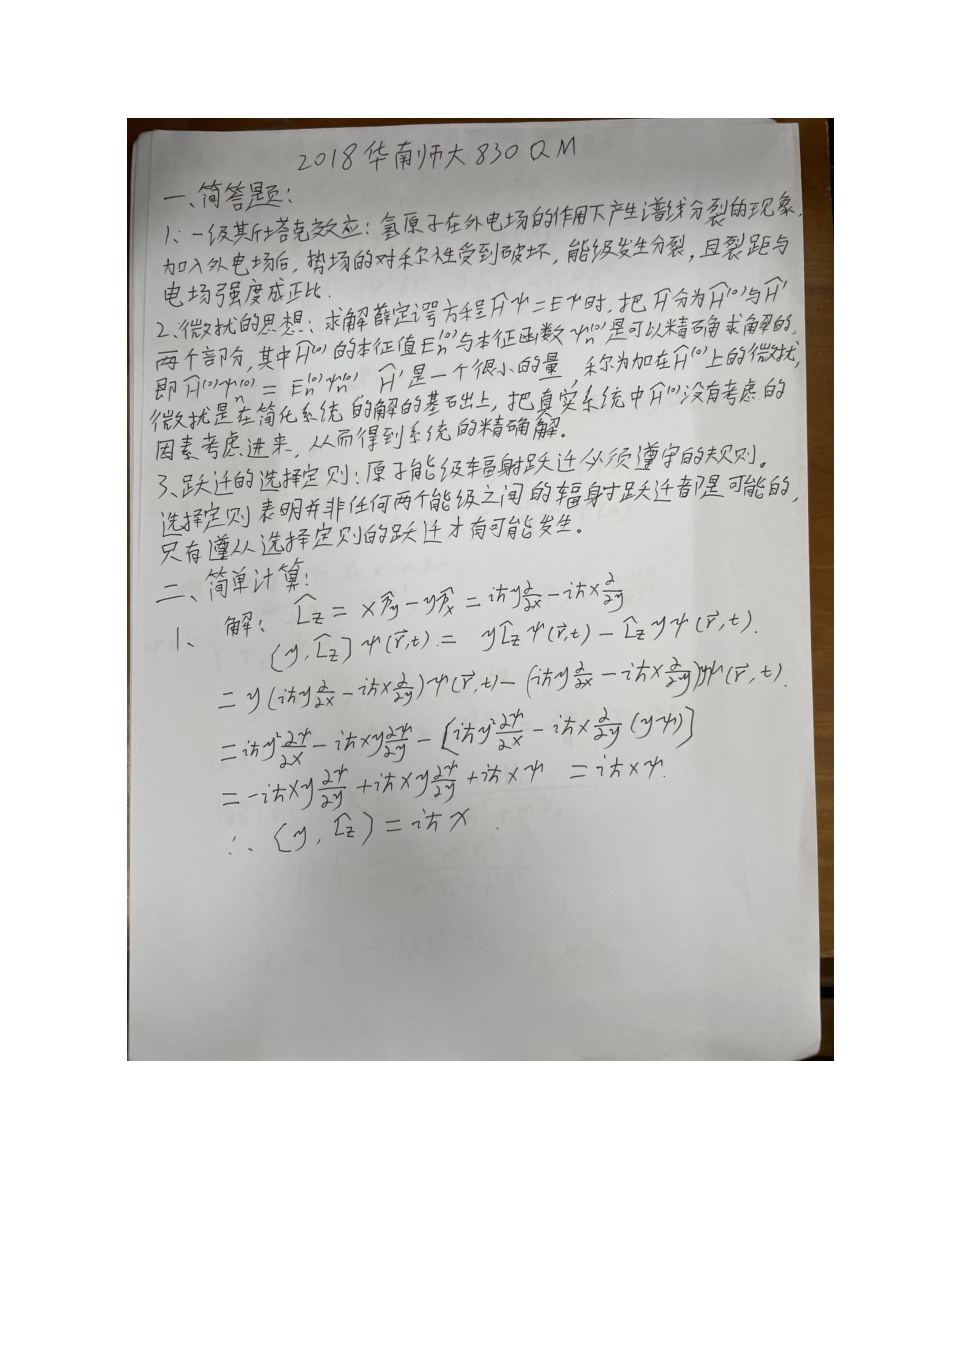 2018 华南师大 830 QM
一、简答题：
1、一级斯塔克效应：氢原子在外电场的作用下产生谱线分裂的现象，
加入外电场后，势场的对称性受到破坏，能级发生分裂，且裂距与
电场强度成正比．
2、微扰的思想：求解薛定谔方程 Ĥψ=Eψ时，把 Ĥ分为Ĥ⁽⁰⁾与Ĥ′
两个部分，其中Ĥ⁽⁰⁾的本征值Eₙ⁽⁰⁾与本征函数ψₙ⁽⁰⁾是可以精确求解的，
即 Ĥ⁽⁰⁾ψₙ⁽⁰⁾ = Eₙ⁽⁰⁾ψₙ⁽⁰⁾ Ĥ′是一个很小的量，称为加在Ĥ⁽⁰⁾上的微扰，
微扰是在简化系统的解的基础上，把真实系统中Ĥ⁽⁰⁾没有考虑的
因素考虑进来，从而得到系统的精确解。
3、跃迁的选择定则：原子能级辐射跃迁必须遵守的规则。
选择定则表明并非任何两个能级之间的辐射跃迁都是可能的，
只有遵从选择定则的跃迁才有可能发生。
二、简单计算：
1、 解： L̂z = xp̂y − yp̂x = iℏy ∂/∂x − iℏx ∂/∂y
[y, L̂z] ψ(r⃗,t) = yL̂z ψ(r⃗,t) − L̂z yψ(r⃗,t).
= y(iℏy ∂/∂x − iℏx ∂/∂y)ψ(r⃗,t) − (iℏy ∂/∂x − iℏx ∂/∂y)yψ(r⃗,t).
= iℏy² ∂ψ/∂x − iℏxy ∂ψ/∂y − [iℏy² ∂ψ/∂x − iℏx ∂/∂y (yψ)]
= −iℏxy ∂ψ/∂y + iℏxy ∂ψ/∂y + iℏxψ = iℏxψ.
∴ [y, L̂z] = iℏx .